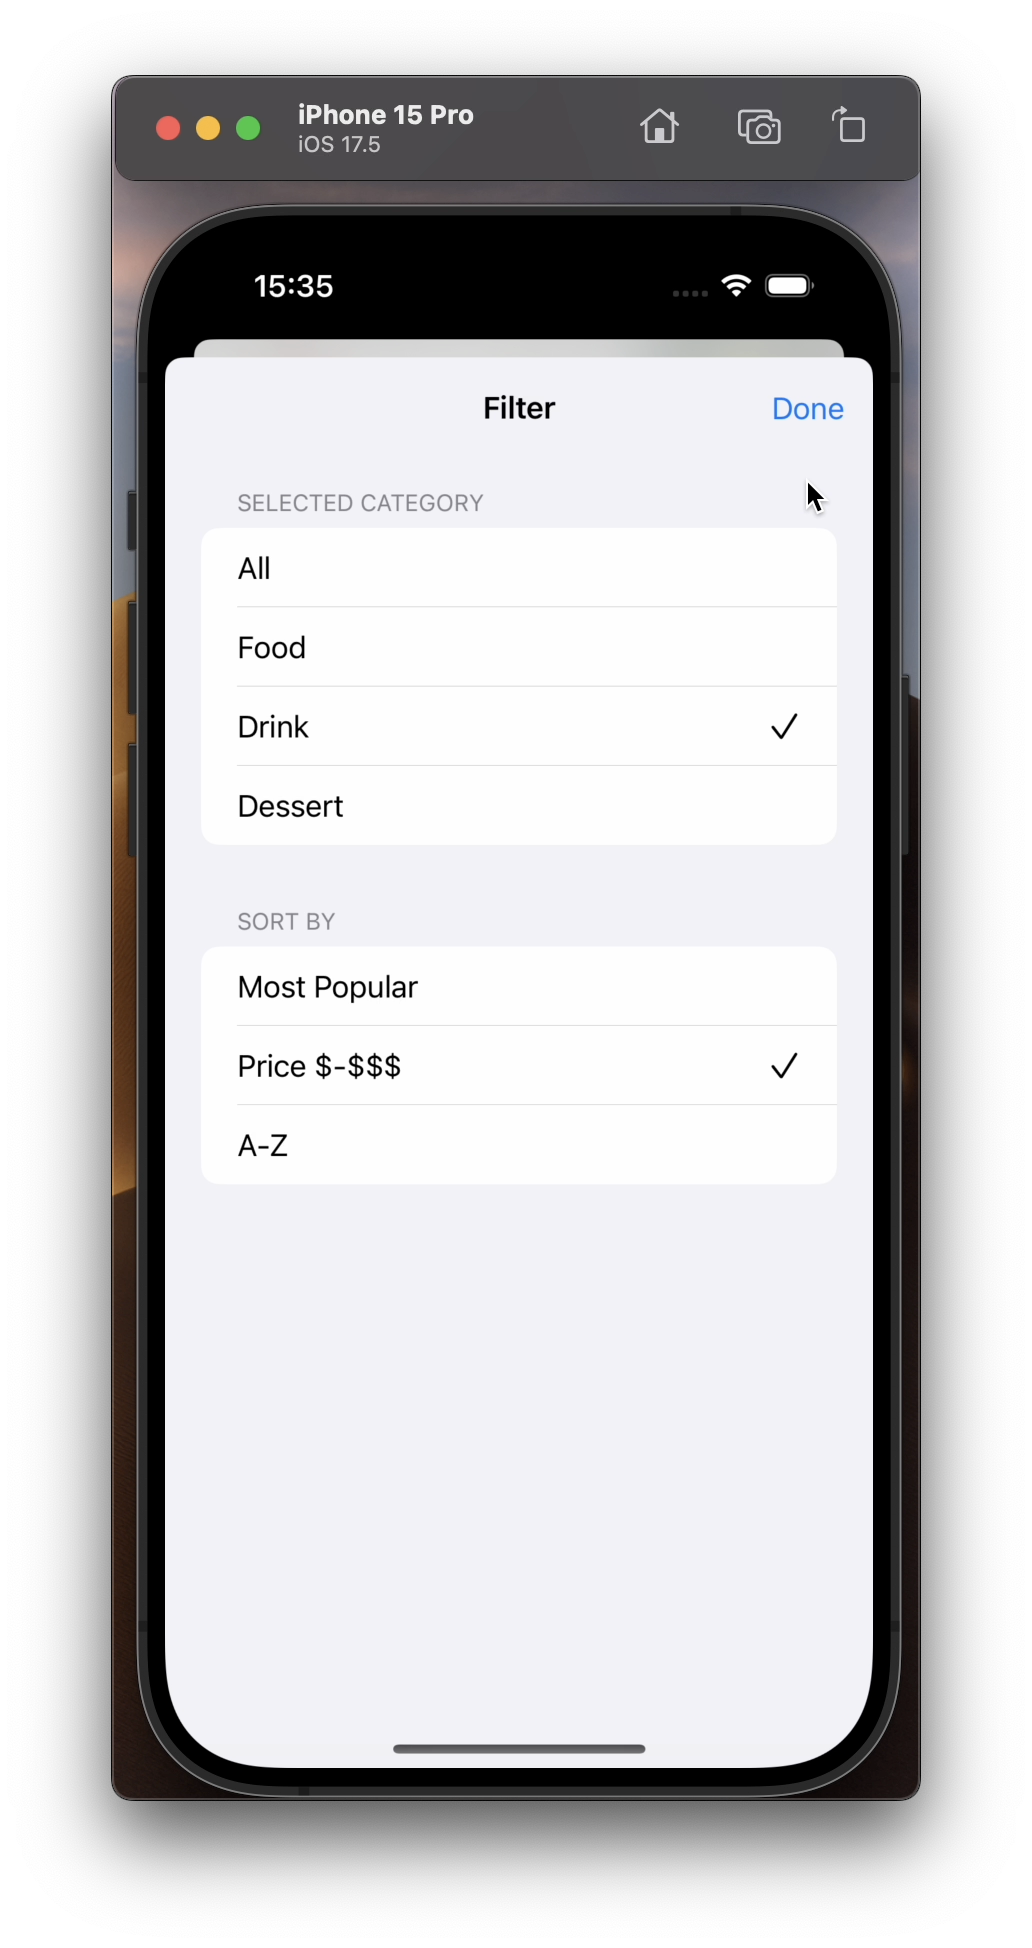 iPhone 15 Pro
iOS 17.5
15:35
Filter
Done
SELECTED CATEGORY
All
Food
Drink
Dessert
SORT BY
Most Popular
Price $-$$$
A-Z